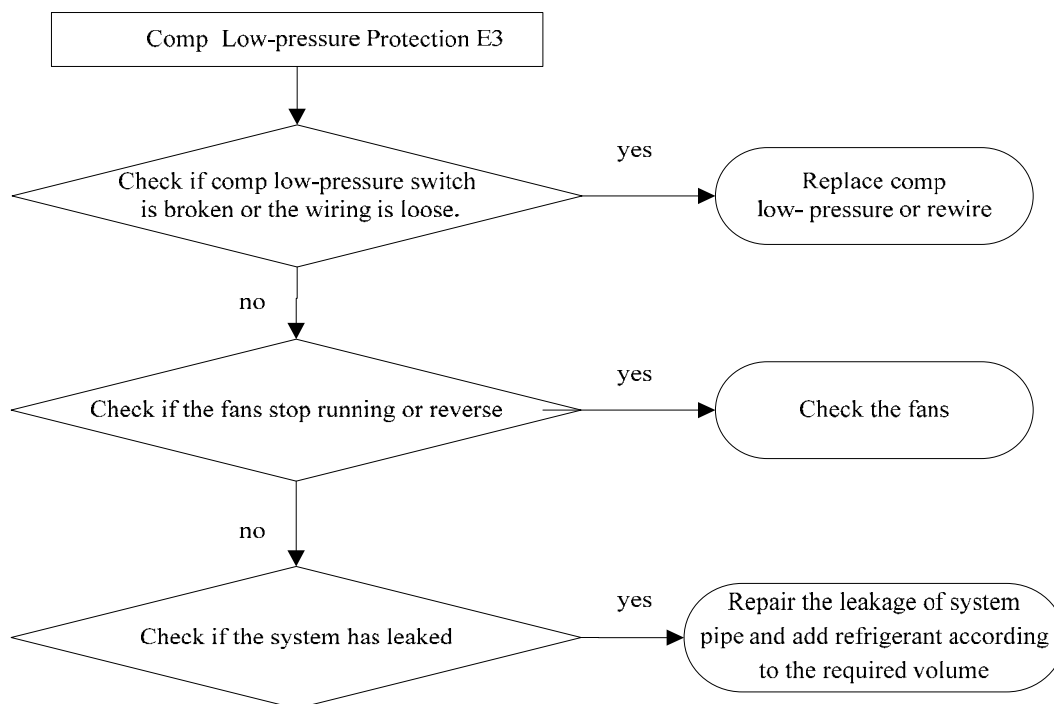 Comp Low-pressure Protection E3
yes
Check if comp low-pressure switch
is broken or the wiring is loose.
Replace comp
low- pressure or rewire
no
yes
Check if the fans stop running or reverse
Check the fans
no
yes
Check if the system has leaked
Repair the leakage of system
pipe and add refrigerant according
to the required volume